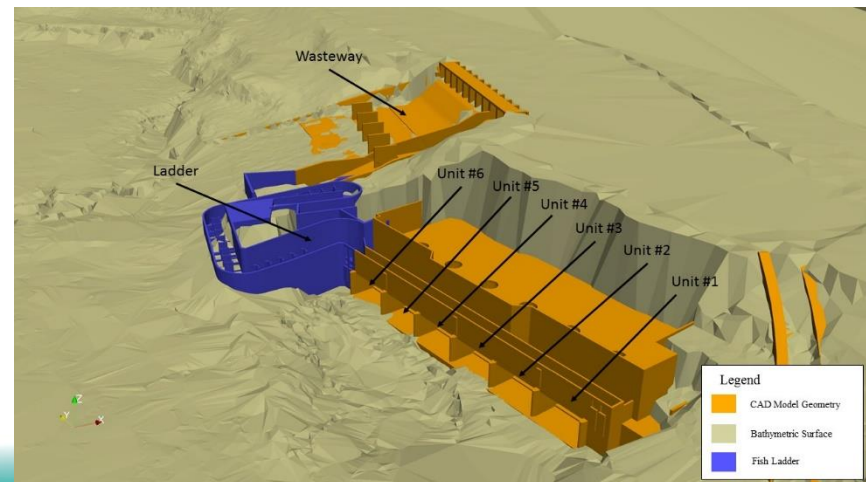 Wasteway
Ladder
Unit #6
Unit #5
Unit #4
Unit #3
Unit #2
Unit #1
Legend
CAD Model Geometry
Bathymetric Surface
Fish Ladder
Z
Y
X